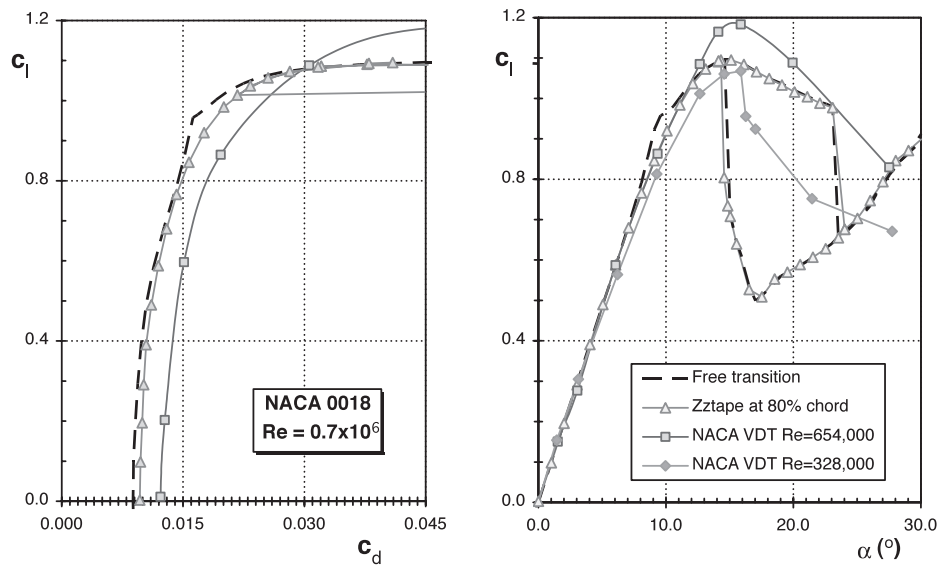 1.2
c_l
0.8
0.4
0.0
NACA 0018
Re = 0.7x10⁶
0.000
0.015
0.030
0.045
c_d
1.2
c_l
0.8
0.4
0.0
Free transition
Zztape at 80% chord
NACA VDT Re=654,000
NACA VDT Re=328,000
0.0
10.0
20.0
30.0
α (°)